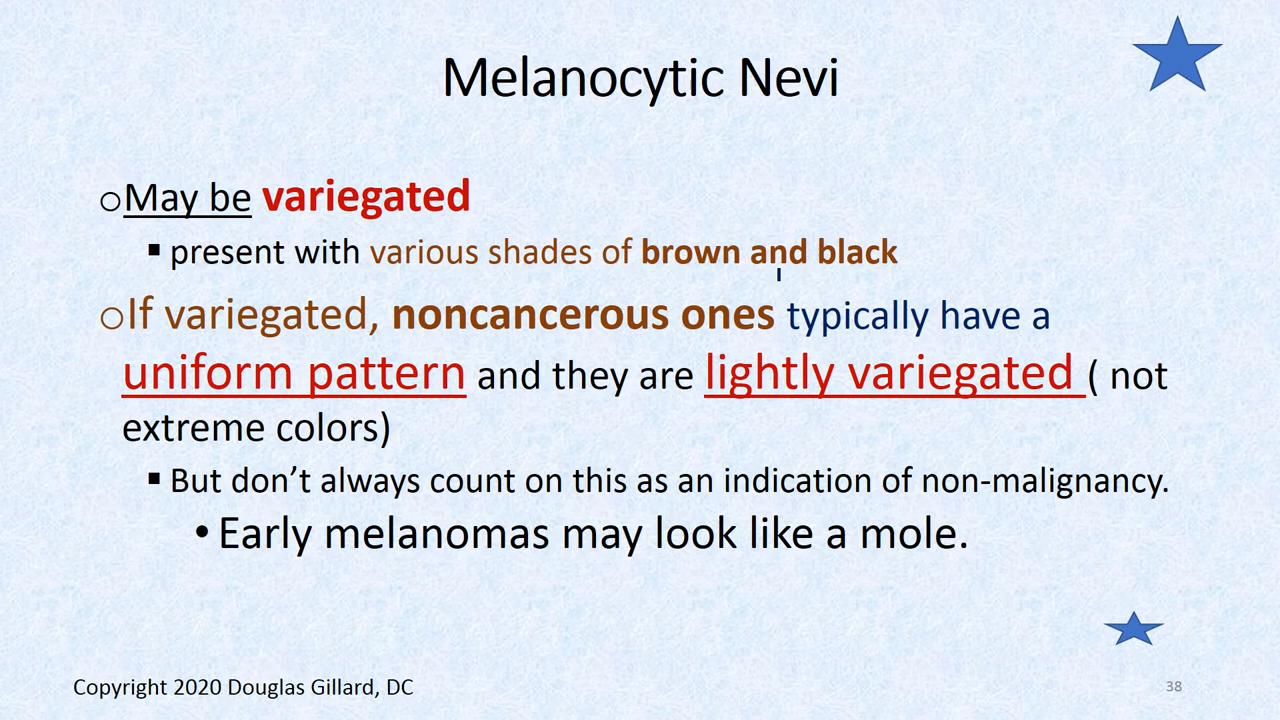 Melanocytic Nevi
○May be variegated
▪ present with various shades of brown and black
○If variegated, noncancerous ones typically have a
uniform pattern and they are lightly variegated ( not
extreme colors)
▪ But don’t always count on this as an indication of non-malignancy.
• Early melanomas may look like a mole.
Copyright 2020 Douglas Gillard, DC
38